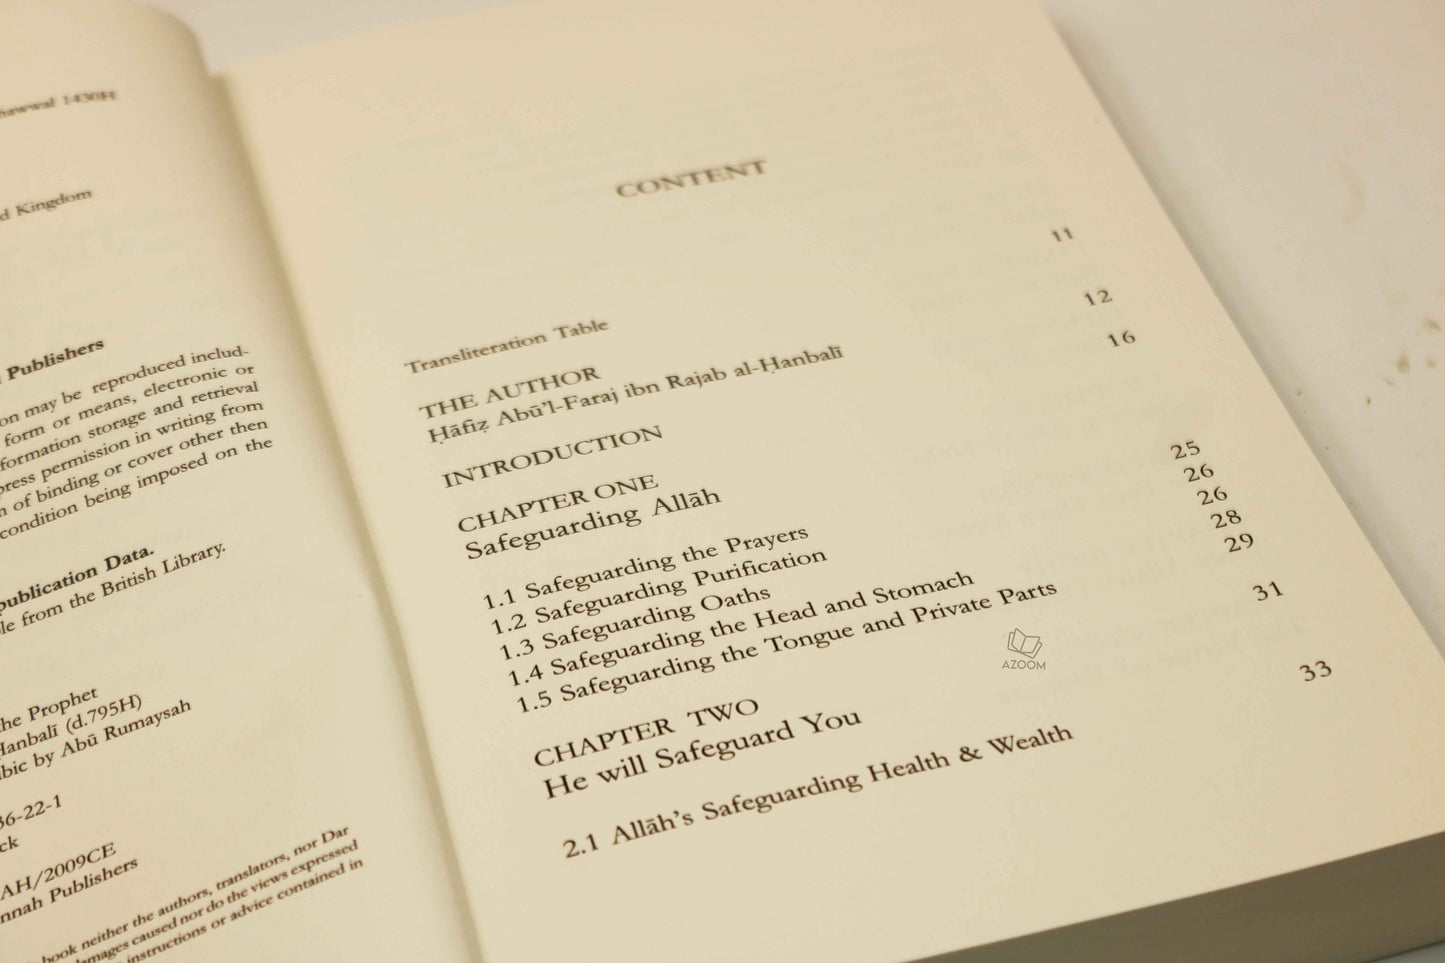 hawwal 1430H
d Kingdom
Publishers
on may be reproduced includ-
form or means, electronic or
formation storage and retrieval
press permission in writing from
n of binding or cover other then
condition being imposed on the
publication Data.
le from the British Library.
he Prophet
Ḥanbalī (d.795H)
bic by Abū Rumaysah
36-22-1
ck
AH/2009CE
nnah Publishers
book neither the authors, translators, nor Dar
damages caused nor do the views expressed
instructions or advice contained in
CONTENT
Transliteration Table 11
THE AUTHOR
Ḥāfiẓ Abū'l-Faraj ibn Rajab al-Ḥanbalī 12
INTRODUCTION 16
CHAPTER ONE
Safeguarding Allāh
1.1 Safeguarding the Prayers 25
1.2 Safeguarding Purification 26
1.3 Safeguarding Oaths 26
1.4 Safeguarding the Head and Stomach 28
1.5 Safeguarding the Tongue and Private Parts 29
CHAPTER TWO
He will Safeguard You 31
2.1 Allāh's Safeguarding Health & Wealth 33
AZOOM